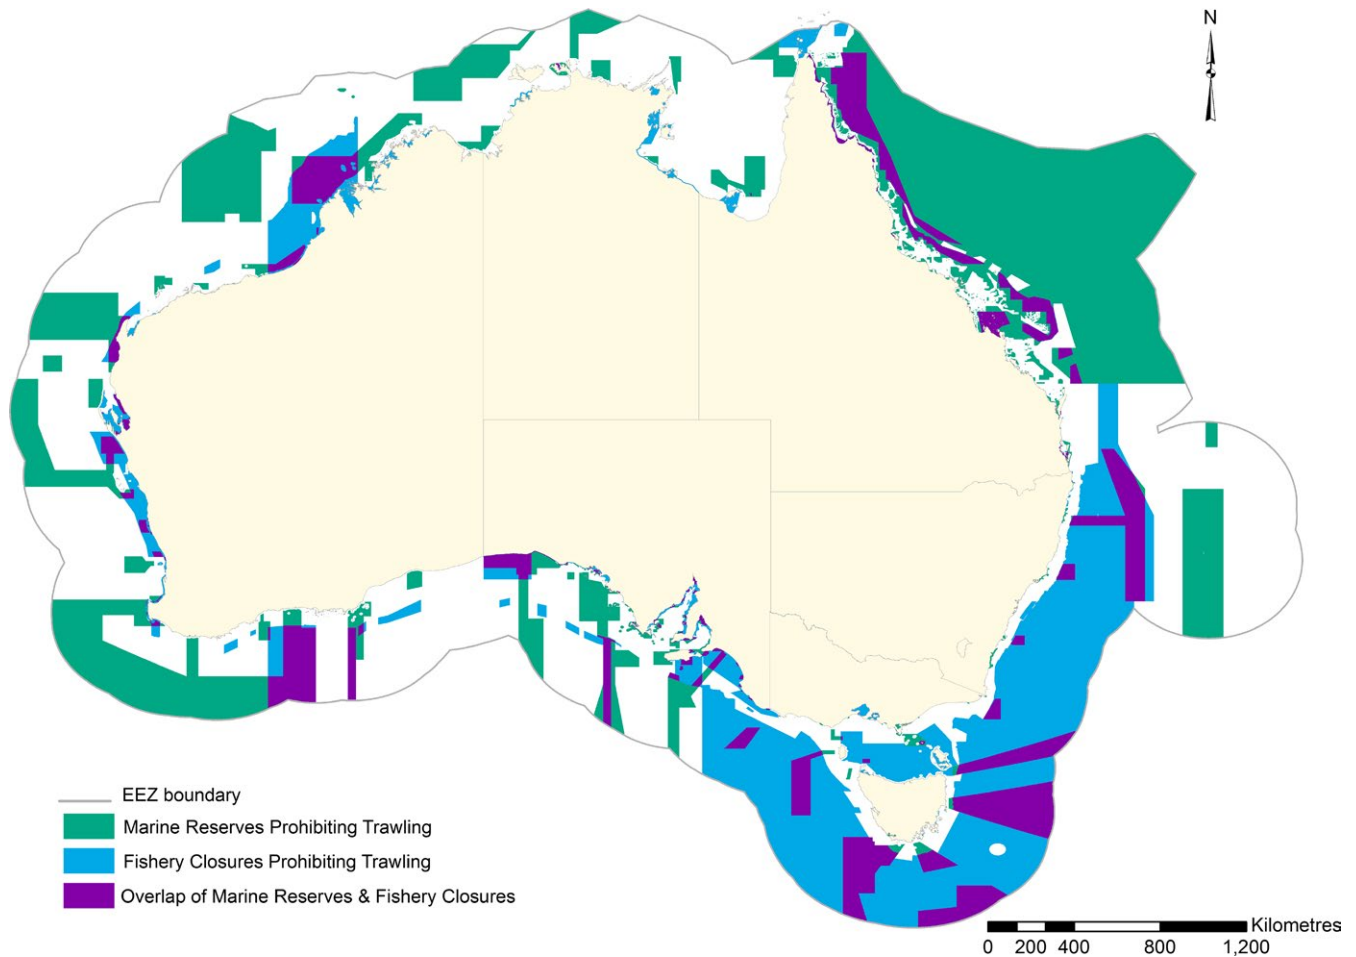 N
EEZ boundary
Marine Reserves Prohibiting Trawling
Fishery Closures Prohibiting Trawling
Overlap of Marine Reserves & Fishery Closures
Kilometres
0 200 400 800 1,200